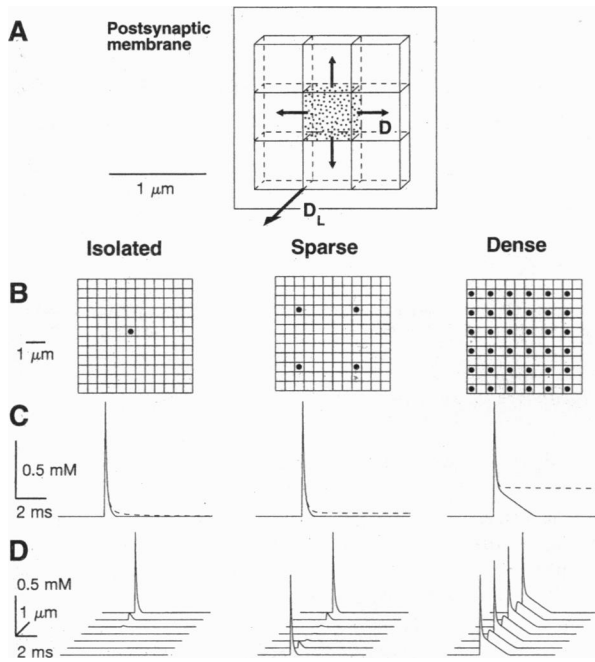 A
Postsynaptic
membrane
D
1 μm
D_L
Isolated
Sparse
Dense
B
1 μm
C
0.5 mM
2 ms
D
0.5 mM
1 μm
2 ms